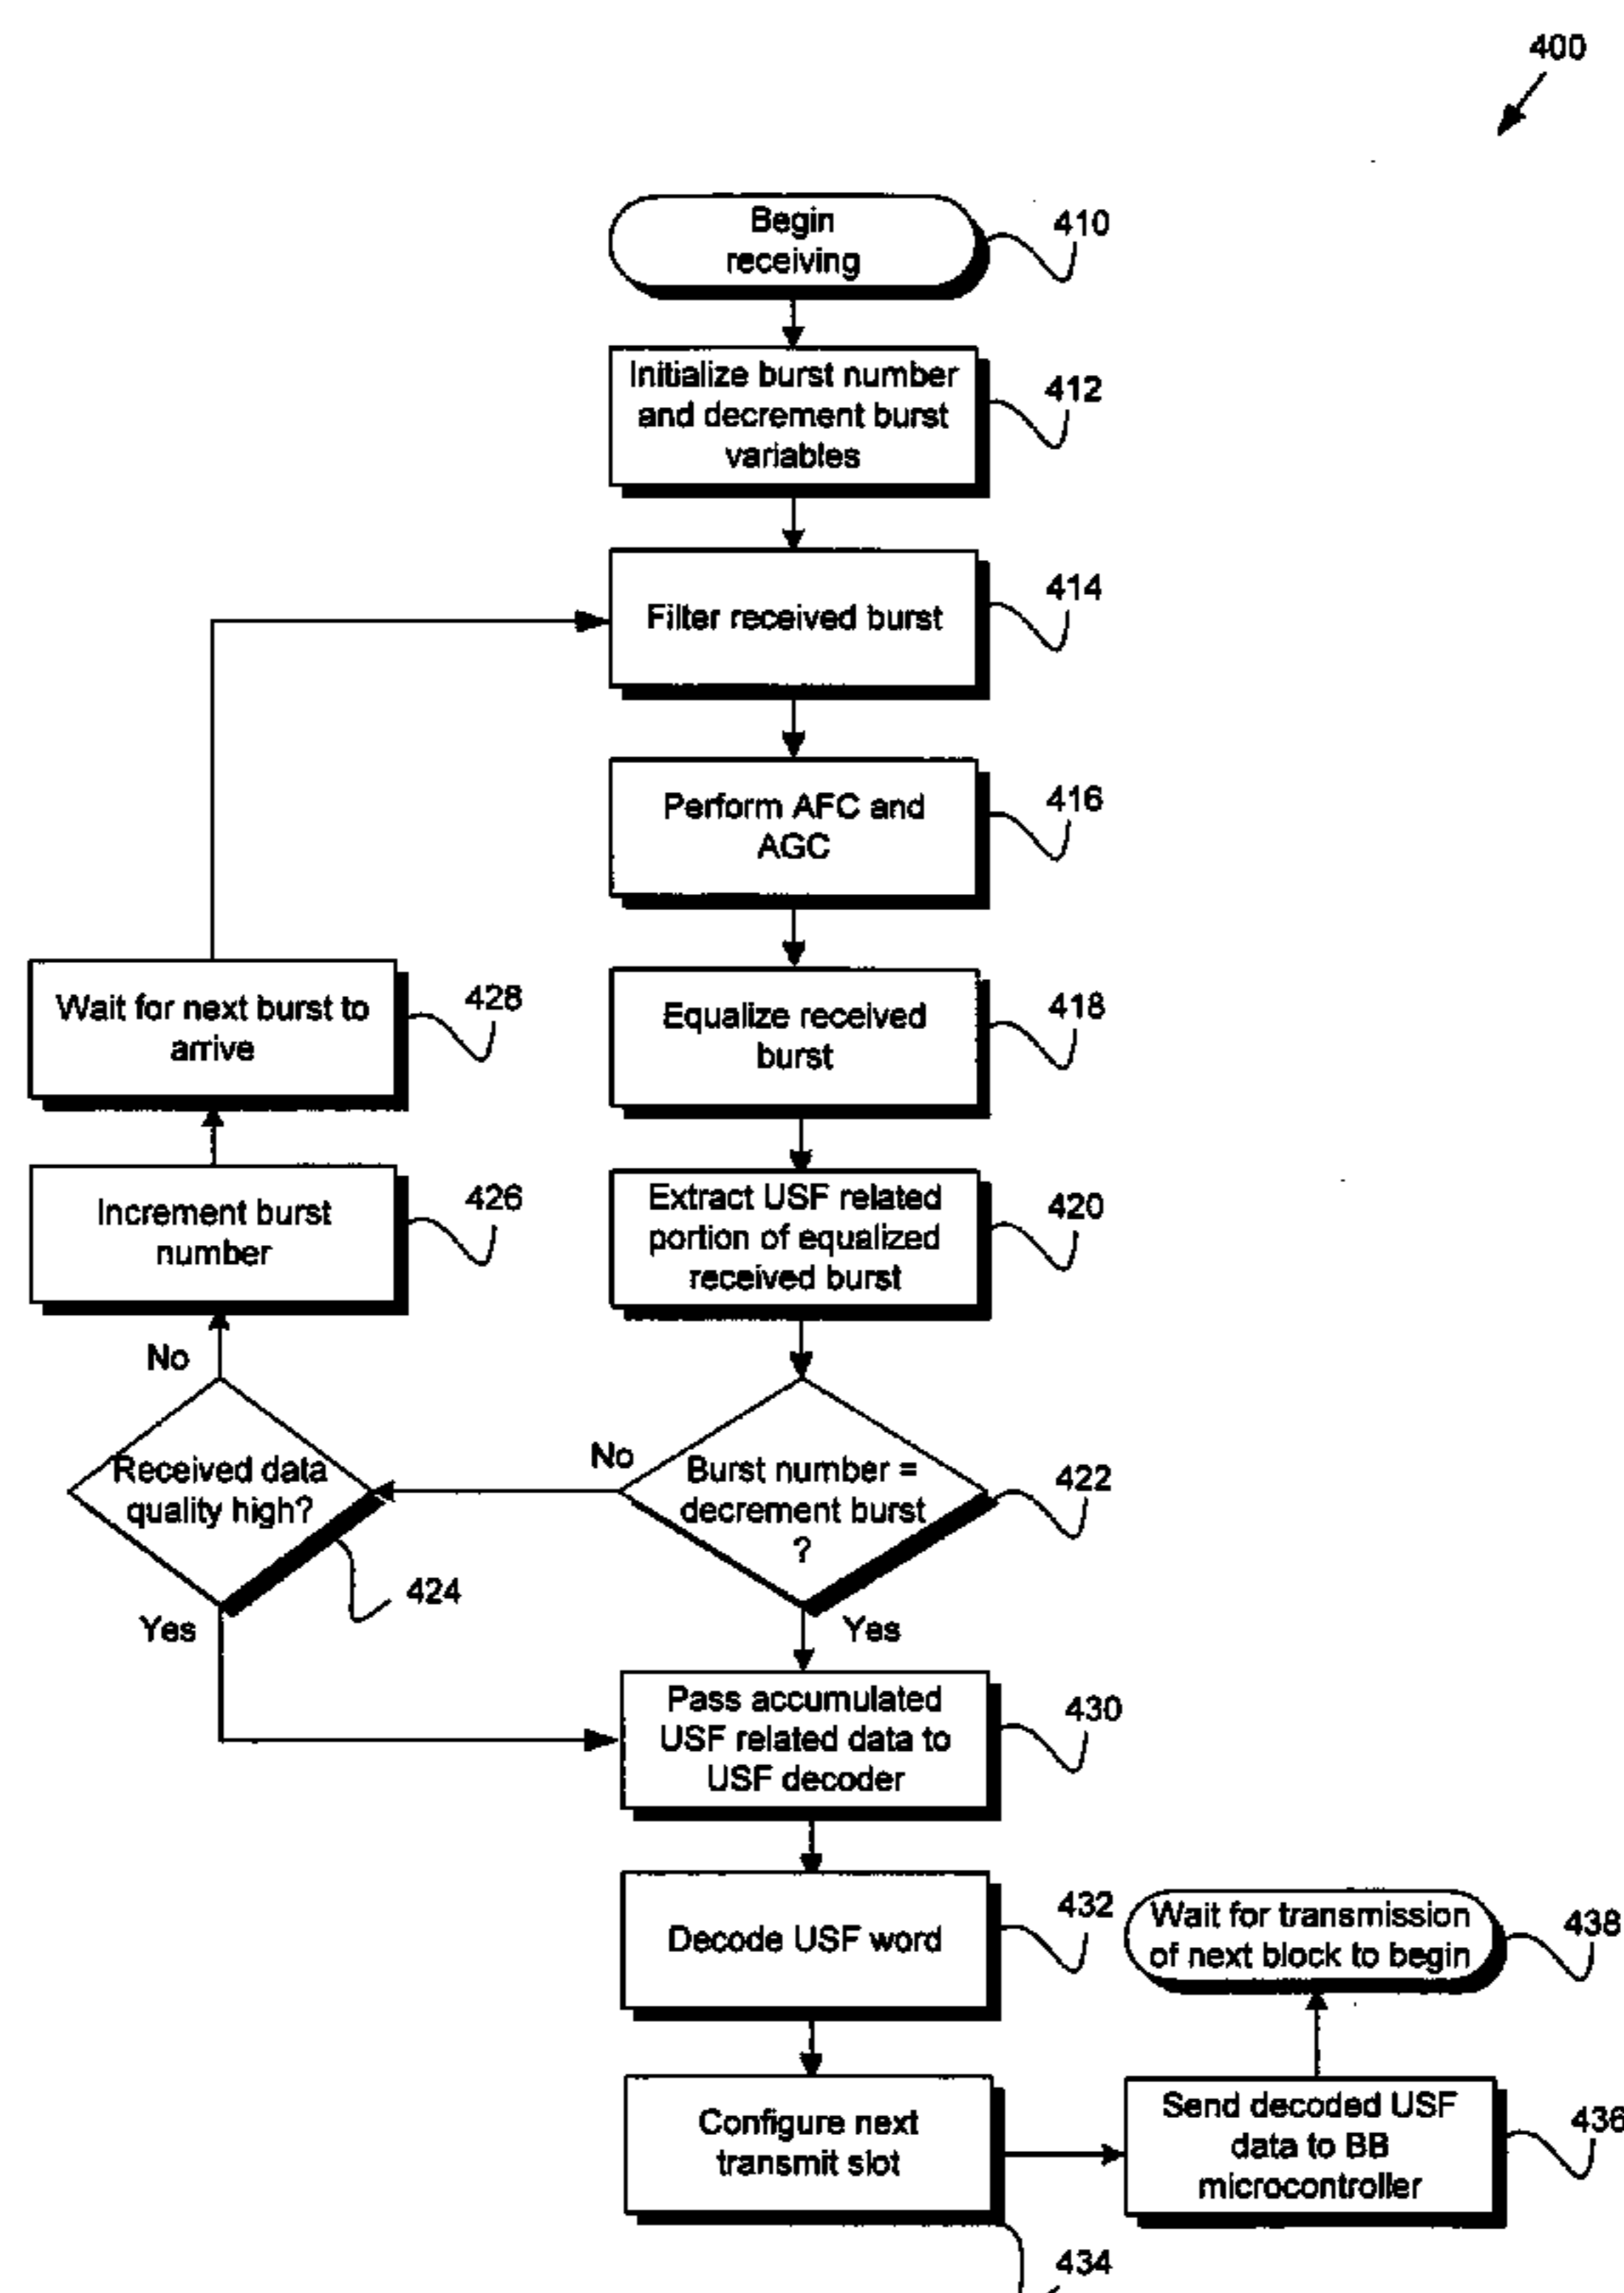 400
Begin
receiving
410
Initialize burst number
and decrement burst
variables
412
Filter received burst
414
Perform AFC and
AGC
416
Wait for next burst to
arrive
428
Equalize received
burst
418
Increment burst
number
426
Extract USF related
portion of equalized
received burst
420
No
Received data
quality high?
424
Yes
No
Burst number =
decrement burst
?
422
Yes
Pass accumulated
USF related data to
USF decoder
430
Decode USF word
432
Wait for transmission
of next block to begin
438
Configure next
transmit slot
434
Send decoded USF
data to BB
microcontroller
436